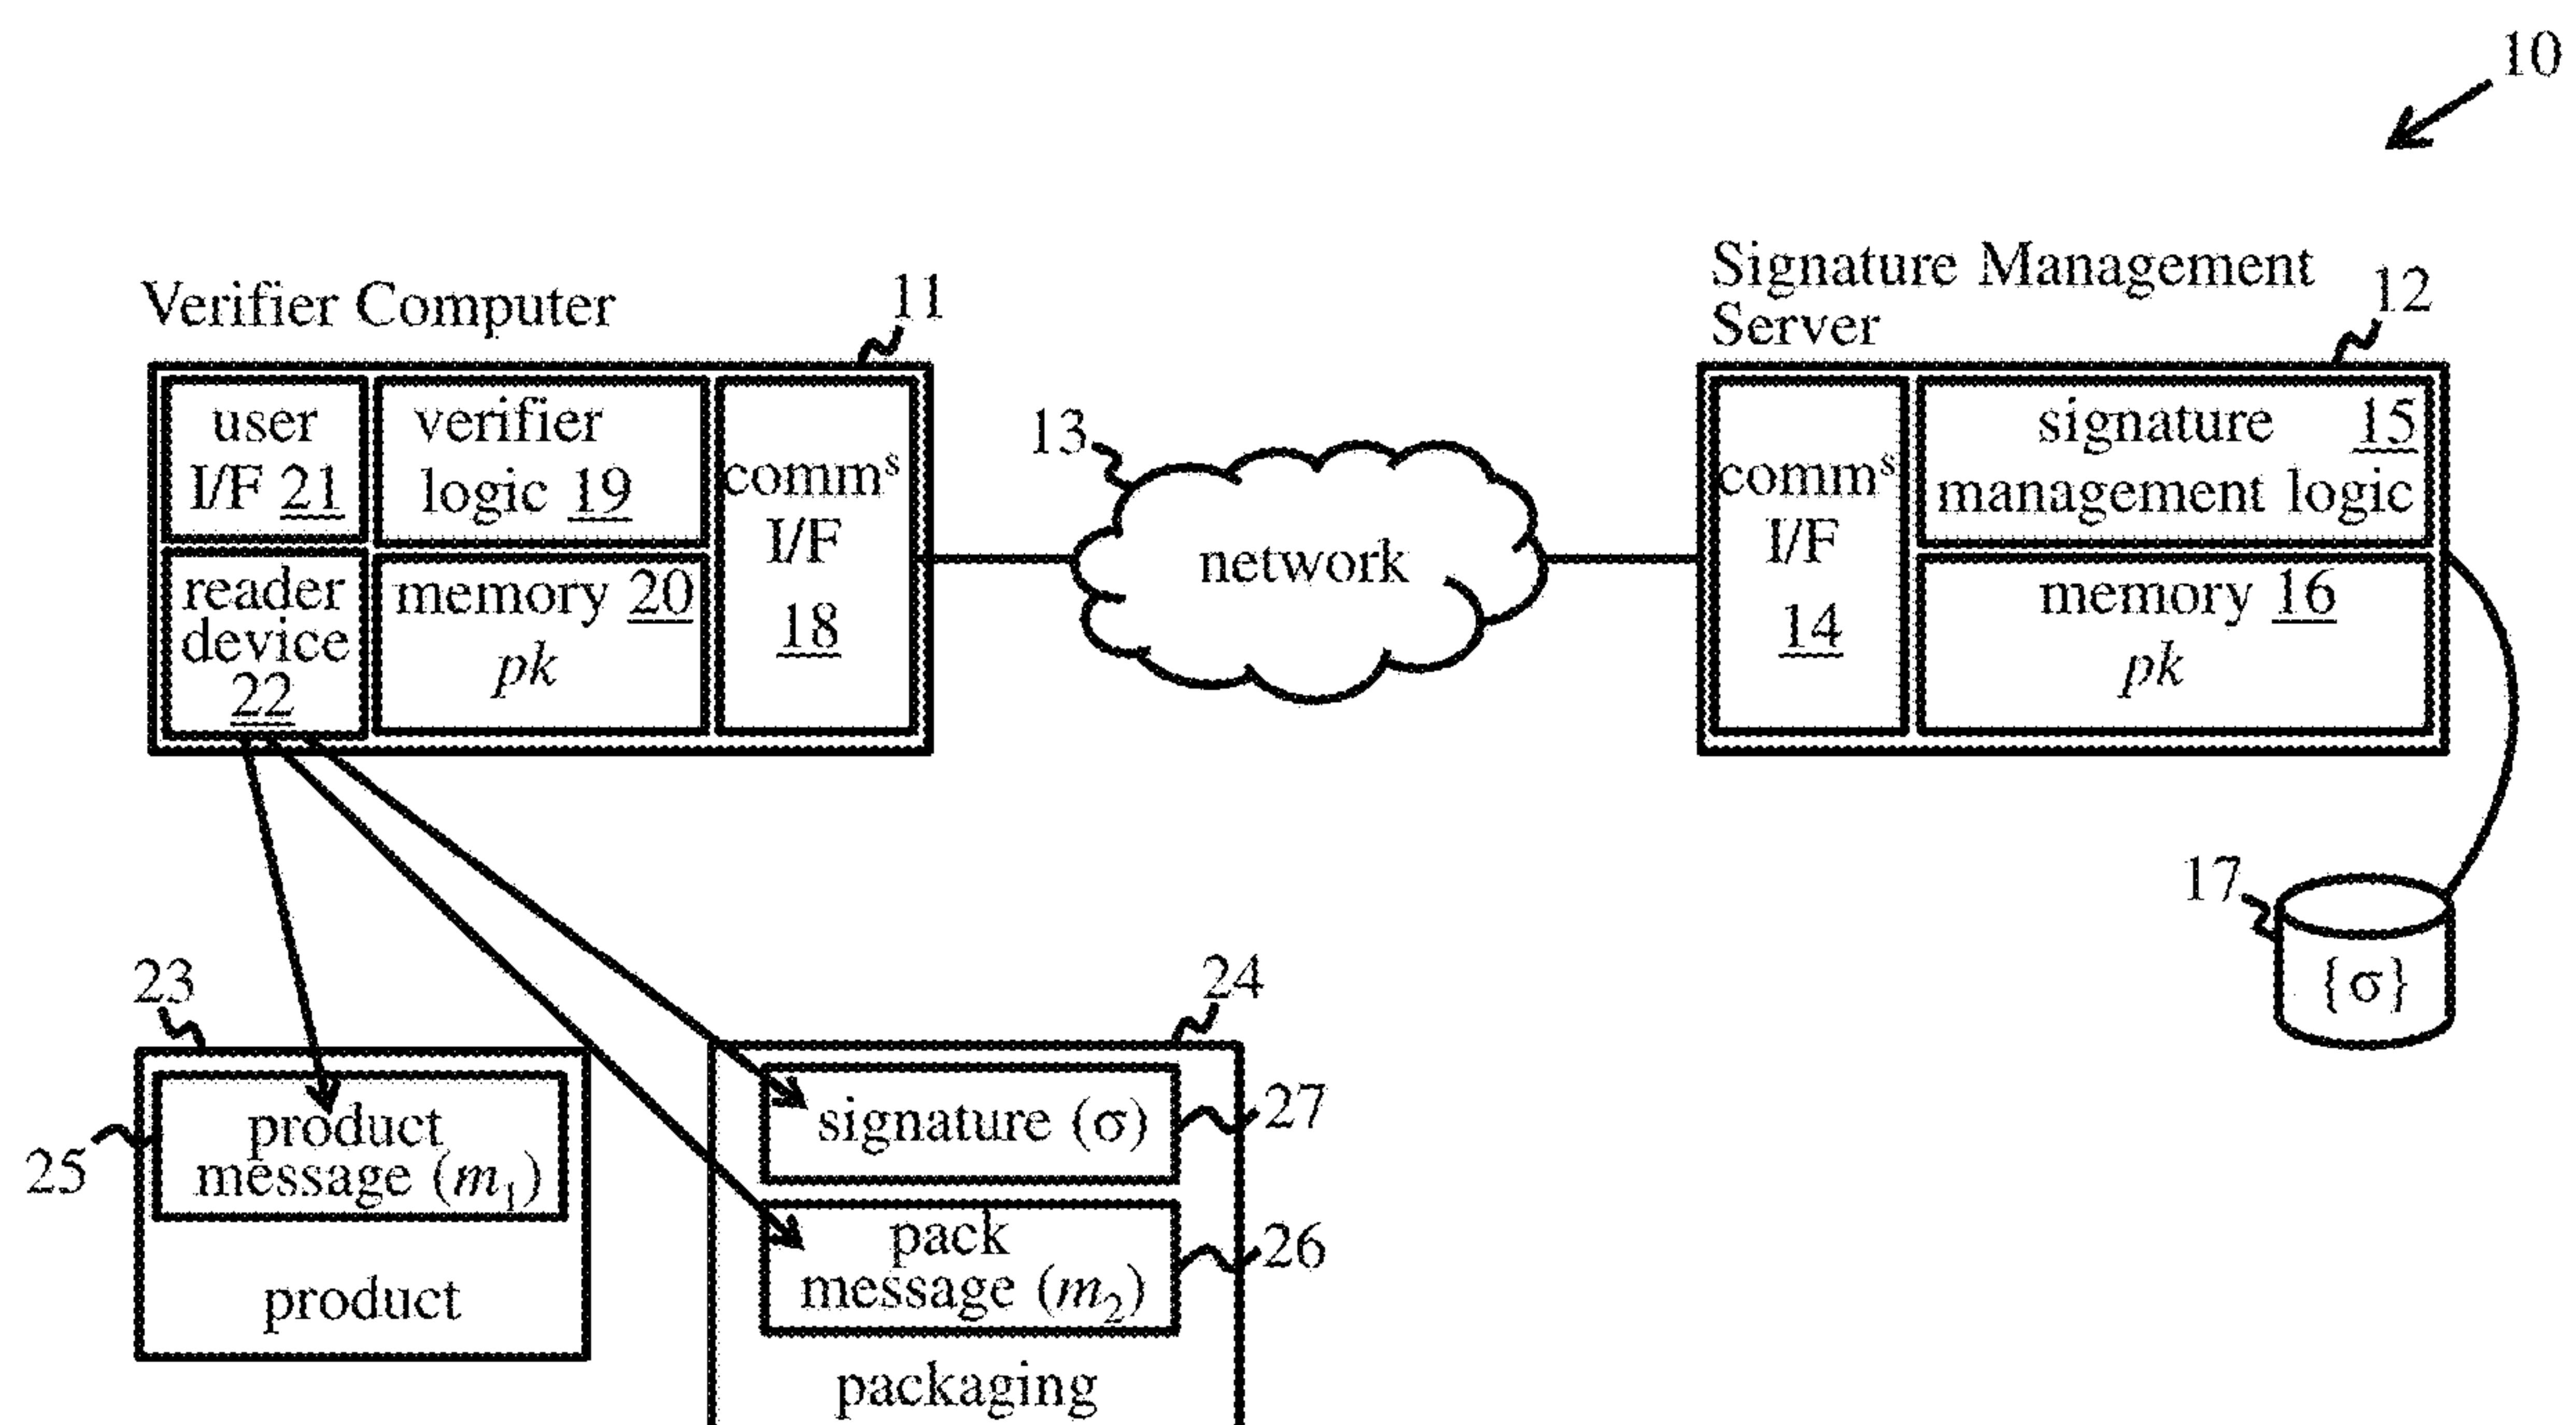 10
Verifier Computer
11
user
I/F 21
verifier
logic 19
comm^s
I/F
18
reader
device
22
memory 20
pk
13
network
Signature Management
Server
12
comm^s
I/F
14
signature 15
management logic
memory 16
pk
17
{σ}
23
25
product
message (m₁)
product
24
signature (σ)
27
pack
message (m₂)
26
packaging